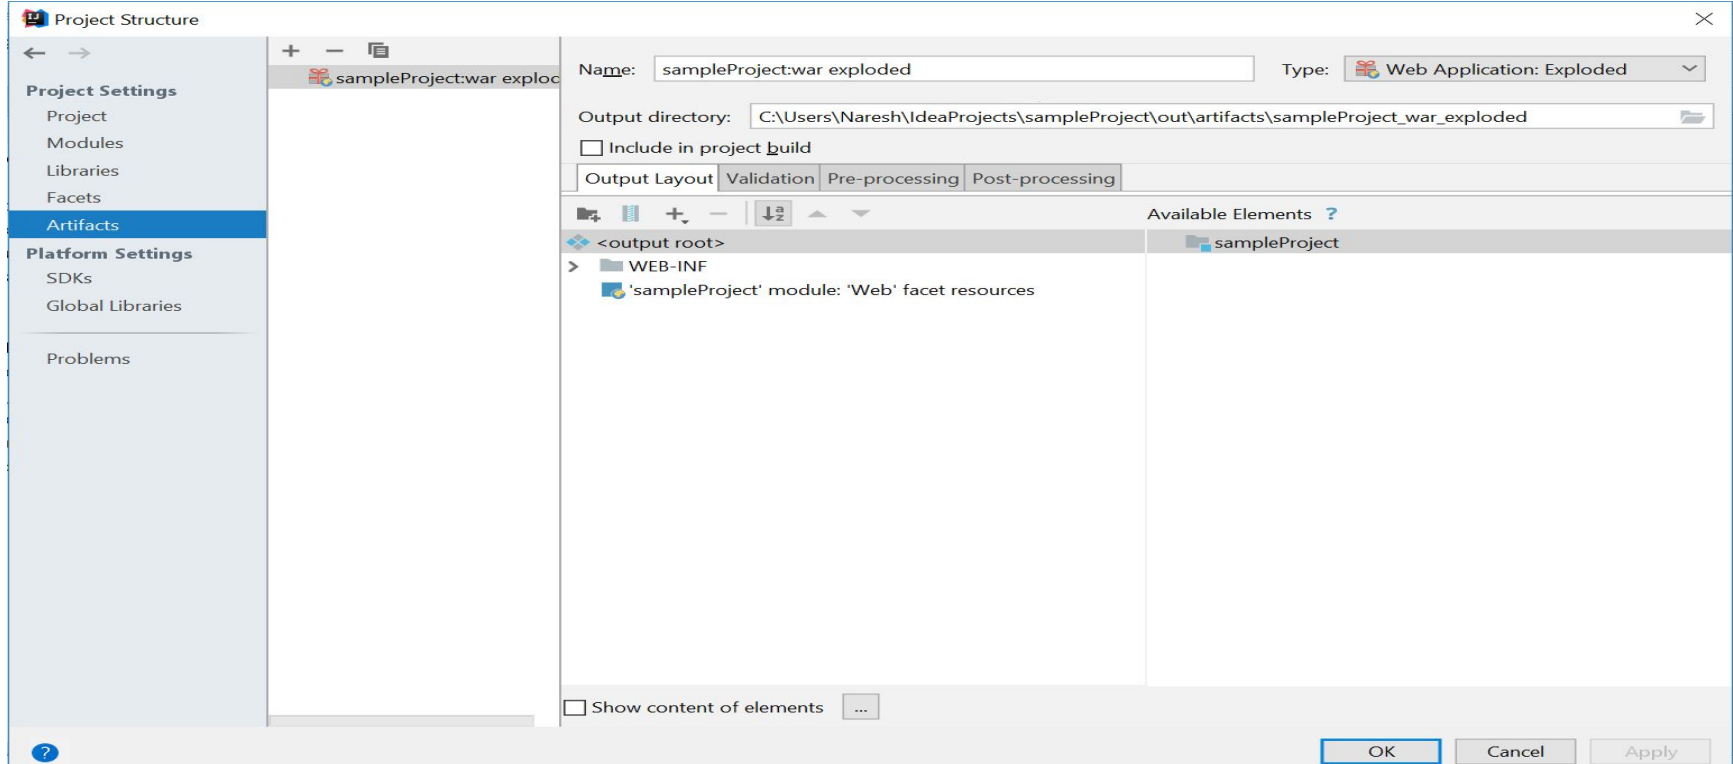 Project Structure
Project Settings
Project
Modules
Libraries
Facets
Artifacts
Platform Settings
SDKs
Global Libraries
Problems
sampleProject:war explod
Name: sampleProject:war exploded Type: Web Application: Exploded
Output directory: C:\Users\Naresh\IdeaProjects\sampleProject\out\artifacts\sampleProject_war_exploded
Include in project build
Output Layout Validation Pre-processing Post-processing
Available Elements ?
<output root>
WEB-INF
'sampleProject' module: 'Web' facet resources
sampleProject
Show content of elements ...
? OK Cancel Apply